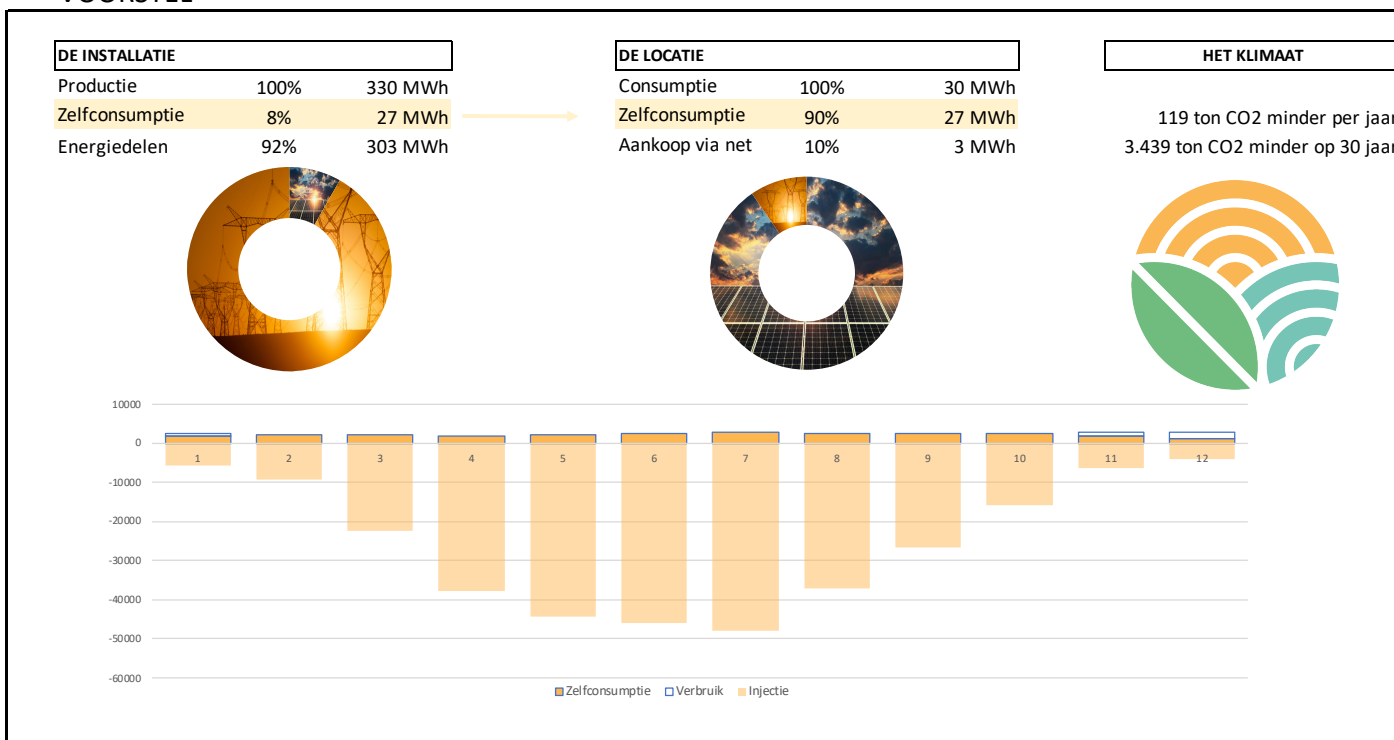 VOORSTEL
DE INSTALLATIE
Productie 100% 330 MWh
Zelfconsumptie 8% 27 MWh
Energiedelen 92% 303 MWh
DE LOCATIE
Consumptie 100% 30 MWh
Zelfconsumptie 90% 27 MWh
Aankoop via net 10% 3 MWh
HET KLIMAAT
119 ton CO2 minder per jaar
3.439 ton CO2 minder op 30 jaar
10000
0
-10000
-20000
-30000
-40000
-50000
-60000
1 2 3 4 5 6 7 8 9 10 11 12
Zelfconsumptie Verbruik Injectie